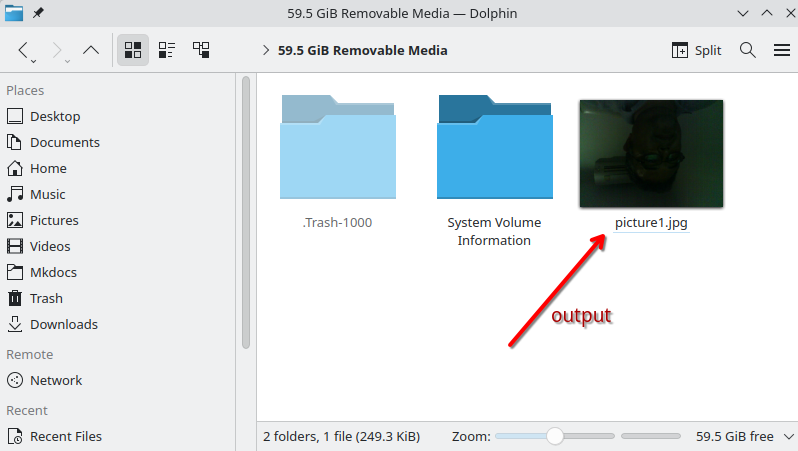 59.5 GiB Removable Media — Dolphin
59.5 GiB Removable Media
Split
Places
Desktop
Documents
Home
Music
Pictures
Videos
Mkdocs
Trash
Downloads
Remote
Network
Recent
Recent Files
.Trash-1000
System Volume
Information
picture1.jpg
output
2 folders, 1 file (249.3 KiB)
Zoom:
59.5 GiB free